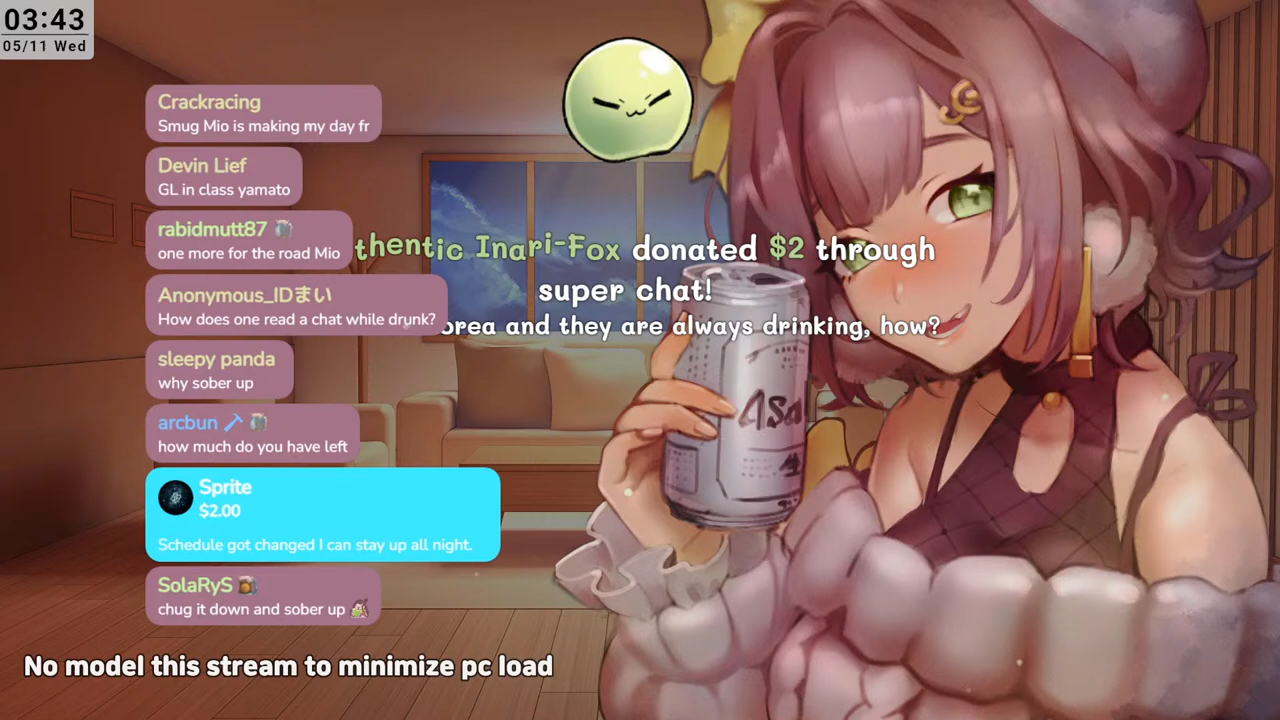 03:43
05/11 Wed
Crackracing
Smug Mio is making my day fr
Devin Lief
GL in class yamato
rabidmutt87
one more for the road Mio
Anonymous_IDまい
How does one read a chat while drunk?
sleepy panda
why sober up
arcbun
how much do you have left
Sprite
$2.00
Schedule got changed I can stay up all night.
SolaRyS
chug it down and sober up
thentic Inari-Fox donated $2 through
super chat!
orea and they are always drinking, how?
Asa
No model this stream to minimize pc load